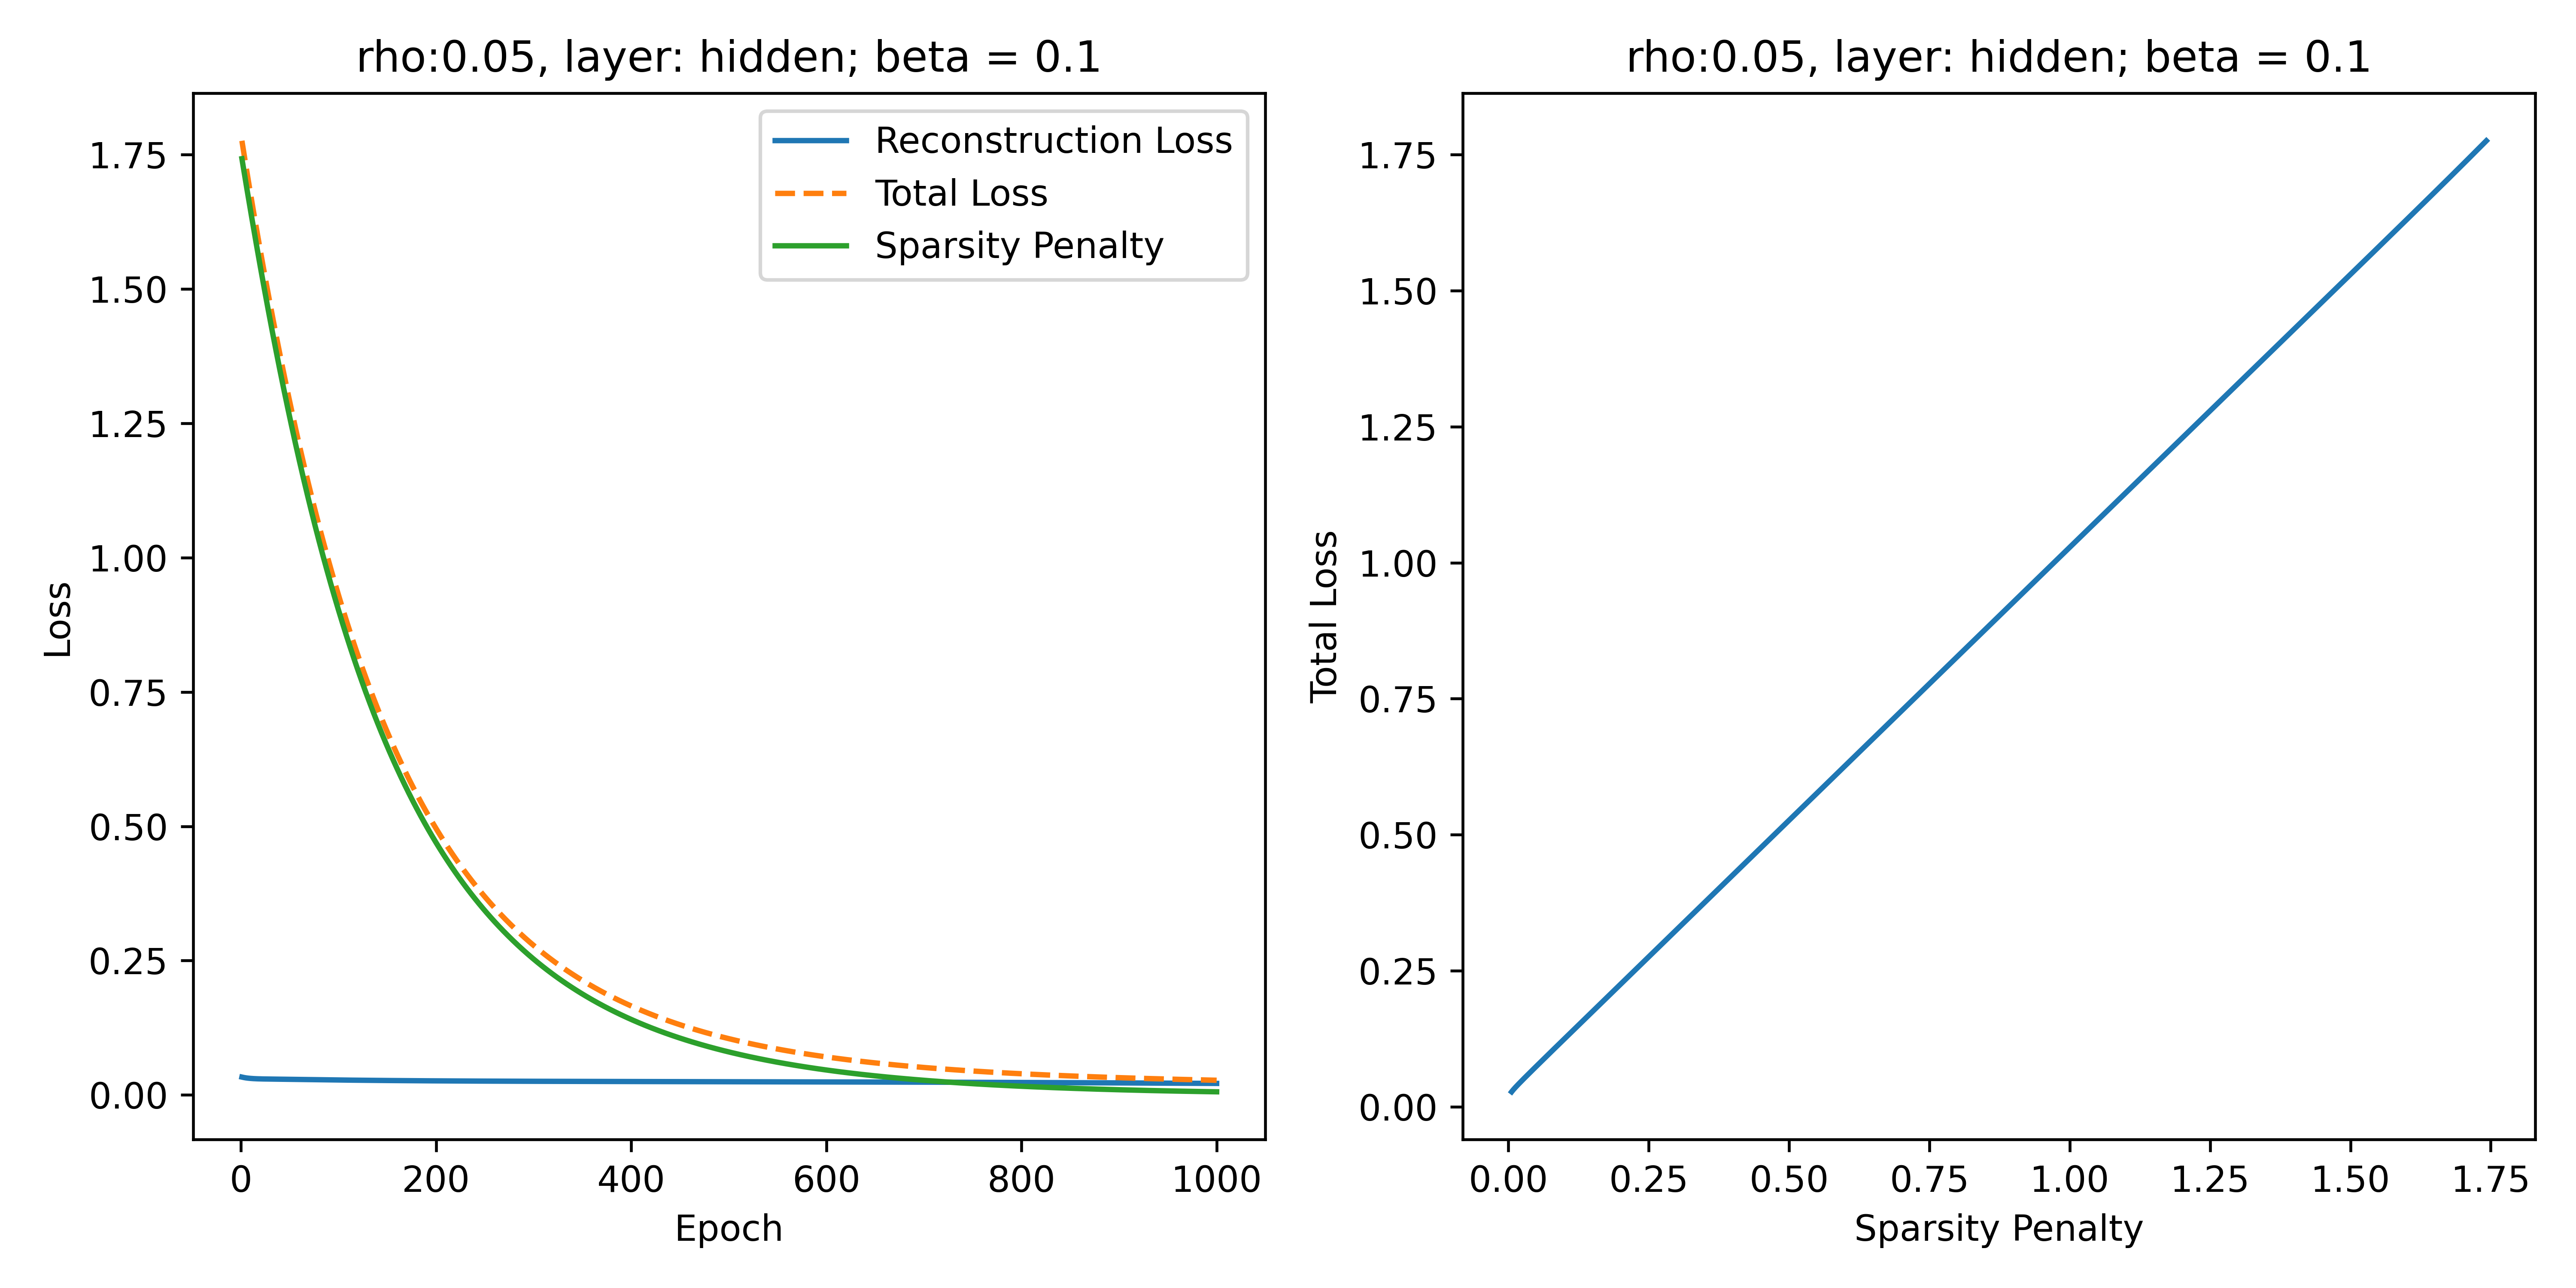 rho:0.05, layer: hidden; beta = 0.1
Reconstruction Loss
Total Loss
Sparsity Penalty
1.75
1.50
1.25
1.00
0.75
0.50
0.25
0.00
Loss
0 200 400 600 800 1000
Epoch
rho:0.05, layer: hidden; beta = 0.1
1.75
1.50
1.25
1.00
0.75
0.50
0.25
0.00
Total Loss
0.00 0.25 0.50 0.75 1.00 1.25 1.50 1.75
Sparsity Penalty